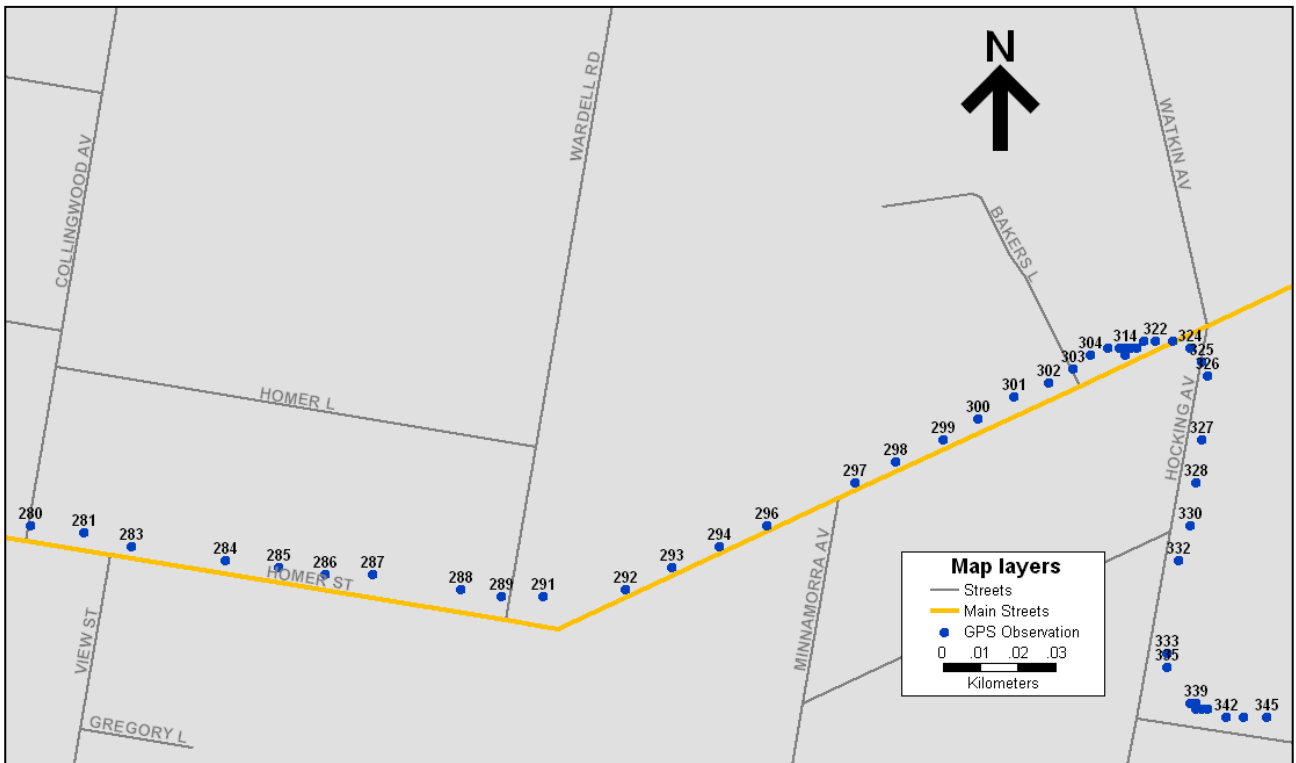 N
COLLINGWOOD AV
WARDELL RD
WATKIN AV
BAKERS L
HOMER L
HOMER ST
VIEW ST
GREGORY L
MINNAMORRA AV
HOCKING AV
280
281
283
284
285
286
287
288
289
291
292
293
294
296
297
298
299
300
301
302
303
304
314
322
324
325
326
327
328
330
332
333
335
339
342
345
Map layers
Streets
Main Streets
GPS Observation
0 .01 .02 .03
Kilometers